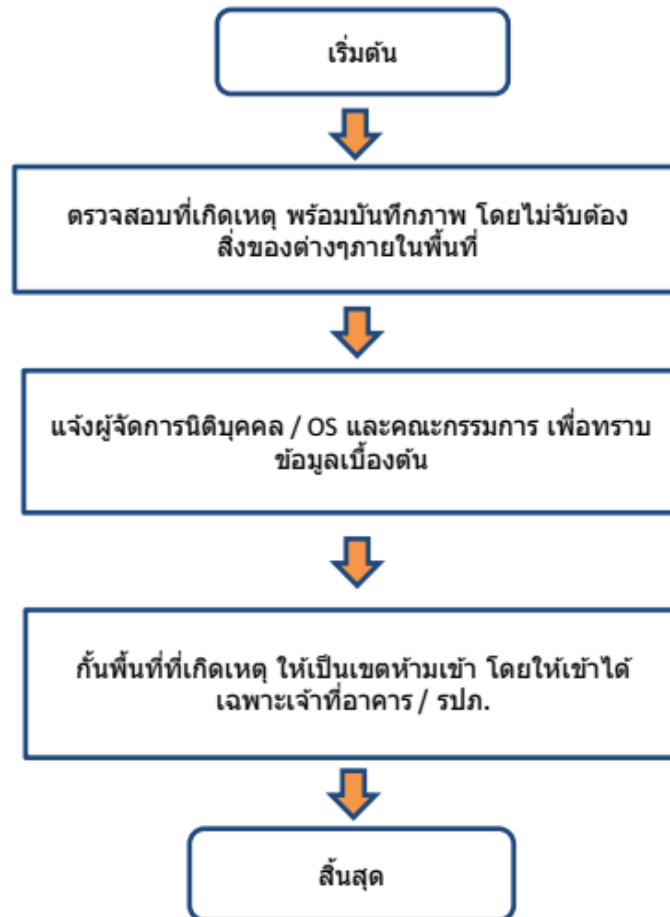 เริ่มต้น
ตรวจสอบที่เกิดเหตุ พร้อมบันทึกภาพ โดยไม่จับต้อง
สิ่งของต่างๆภายในพื้นที่
แจ้งผู้จัดการนิติบุคคล / OS และคณะกรรมการ เพื่อทราบ
ข้อมูลเบื้องต้น
กั้นพื้นที่ที่เกิดเหตุ ให้เป็นเขตห้ามเข้า โดยให้เข้าได้
เฉพาะเจ้าที่อาคาร / รปภ.
สิ้นสุด